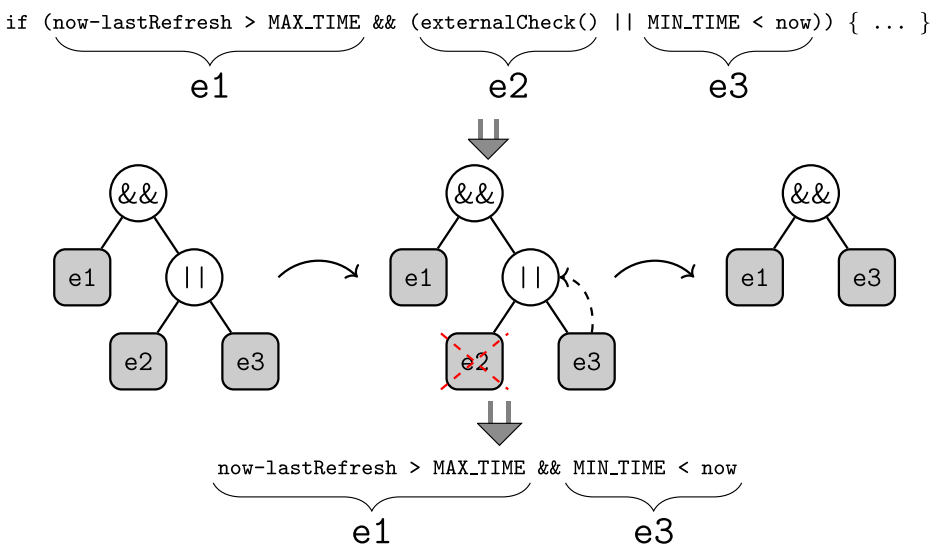 if (now-lastRefresh > MAX_TIME && (externalCheck() || MIN_TIME < now)) { ... }
e1 e2 e3
&& && &&
e1 || e1 || e1 e3
e2 e3 e2 e3
now-lastRefresh > MAX_TIME && MIN_TIME < now
e1 e3